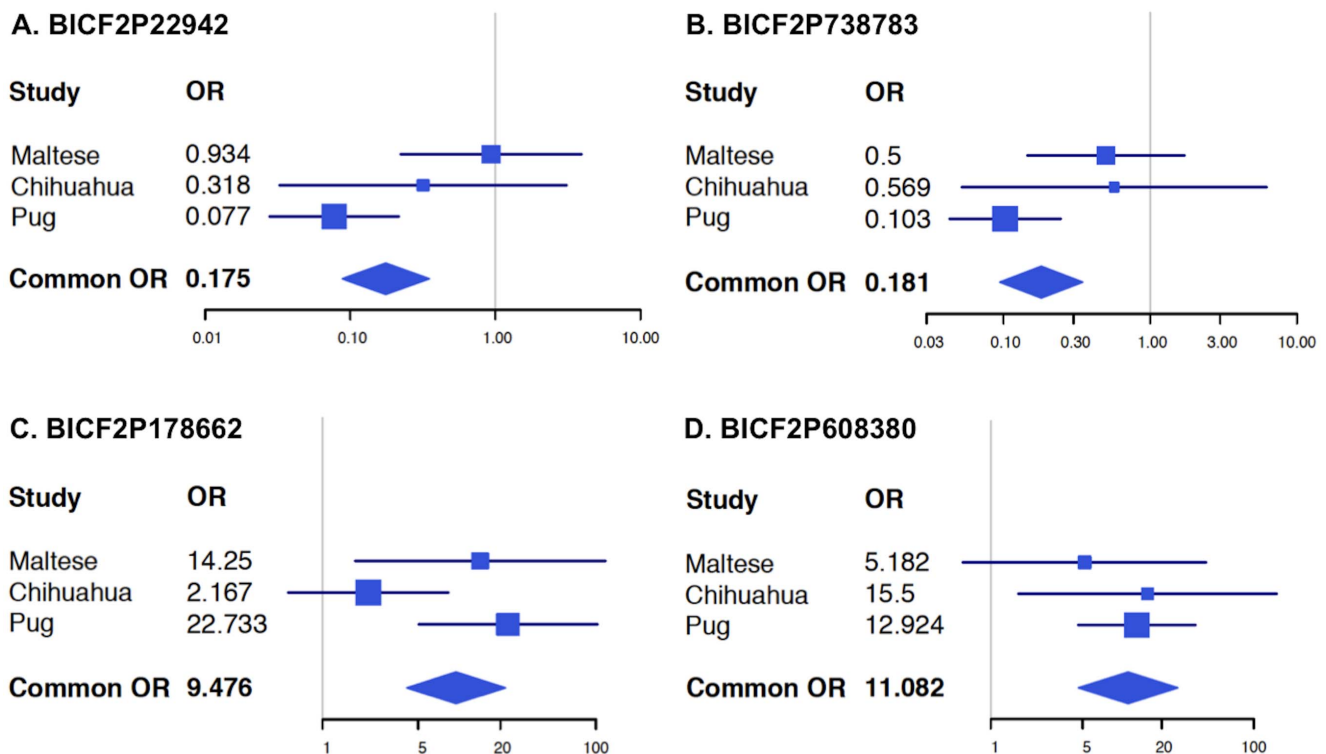 A. BICF2P22942
Study OR
Maltese 0.934
Chihuahua 0.318
Pug 0.077
Common OR 0.175
0.01 0.10 1.00 10.00
B. BICF2P738783
Study OR
Maltese 0.5
Chihuahua 0.569
Pug 0.103
Common OR 0.181
0.03 0.10 0.30 1.00 3.00 10.00
C. BICF2P178662
Study OR
Maltese 14.25
Chihuahua 2.167
Pug 22.733
Common OR 9.476
1 5 20 100
D. BICF2P608380
Study OR
Maltese 5.182
Chihuahua 15.5
Pug 12.924
Common OR 11.082
1 5 20 100